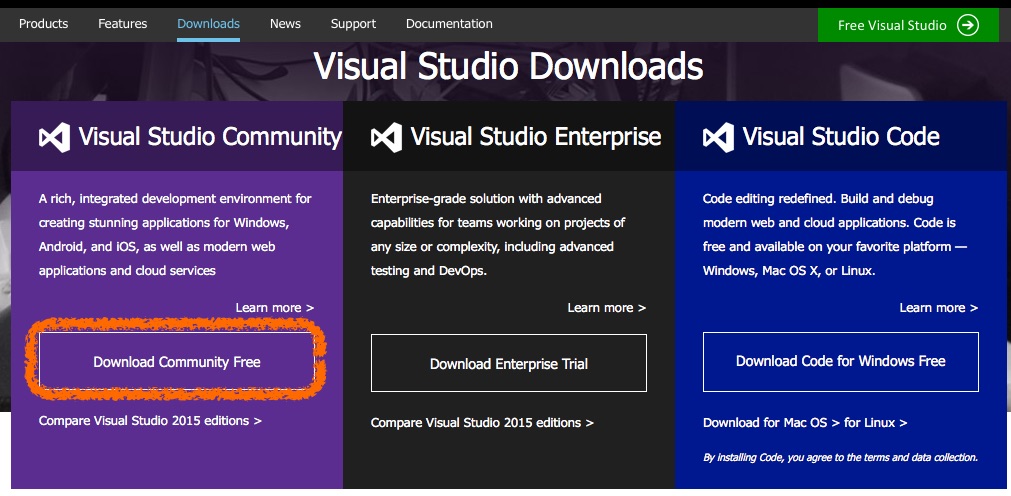 Products Features Downloads News Support Documentation Free Visual Studio
Visual Studio Downloads
Visual Studio Community
A rich, integrated development environment for
creating stunning applications for Windows,
Android, and iOS, as well as modern web
applications and cloud services
Learn more >
Download Community Free
Compare Visual Studio 2015 editions >
Visual Studio Enterprise
Enterprise-grade solution with advanced
capabilities for teams working on projects of
any size or complexity, including advanced
testing and DevOps.
Learn more >
Download Enterprise Trial
Compare Visual Studio 2015 editions >
Visual Studio Code
Code editing redefined. Build and debug
modern web and cloud applications. Code is
free and available on your favorite platform —
Windows, Mac OS X, or Linux.
Learn more >
Download Code for Windows Free
Download for Mac OS > for Linux >
By installing Code, you agree to the terms and data collection.